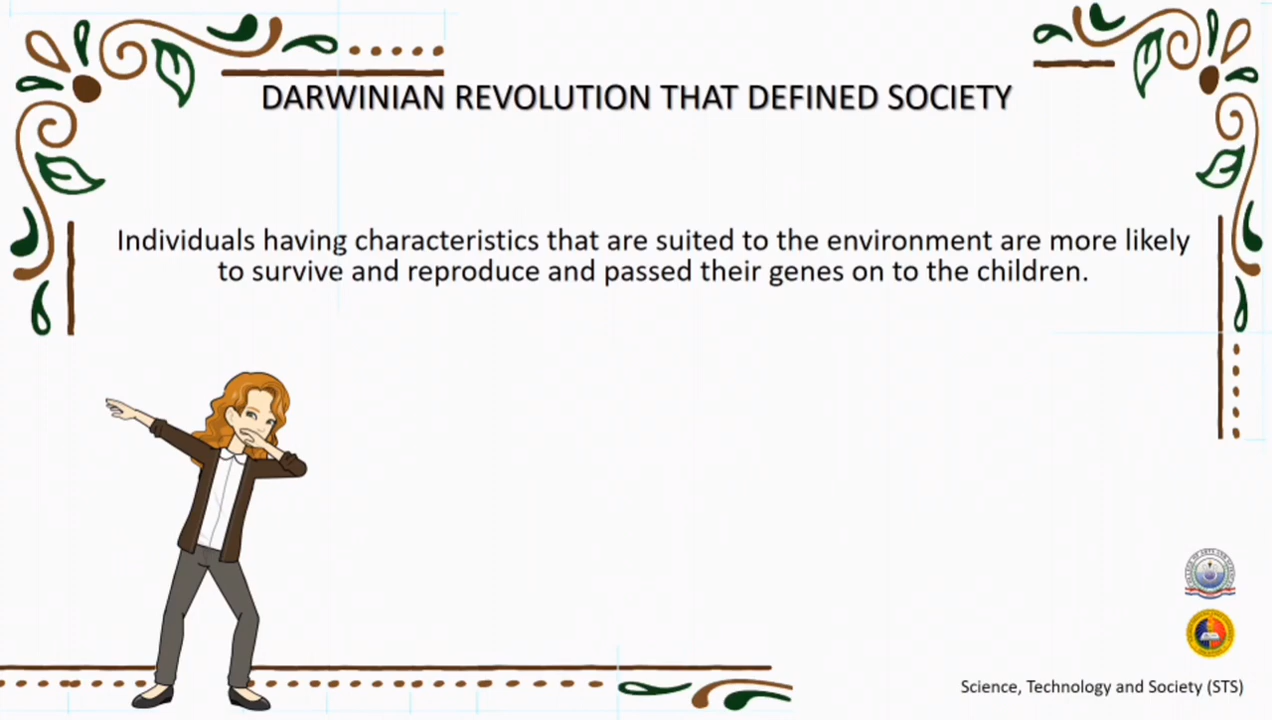 DARWINIAN REVOLUTION THAT DEFINED SOCIETY
Individuals having characteristics that are suited to the environment are more likely
to survive and reproduce and passed their genes on to the children.
Science, Technology and Society (STS)